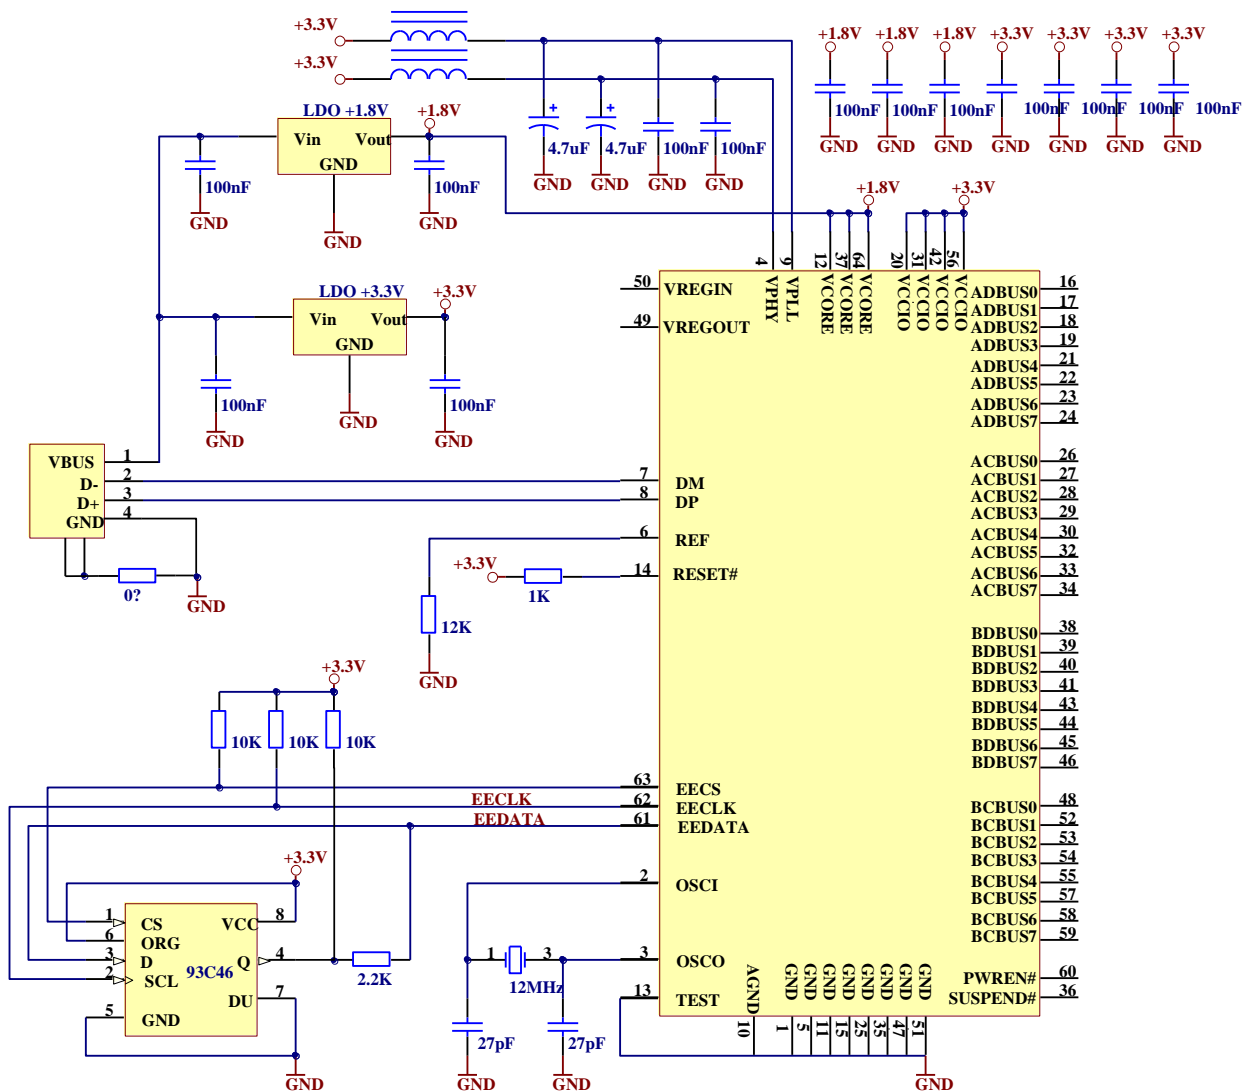 +3.3V
+3.3V
+1.8V +1.8V +1.8V +3.3V +3.3V +3.3V +3.3V
100nF 100nF 100nF 100nF 100nF 100nF 100nF
GND GND GND GND GND GND GND
4.7uF 4.7uF 100nF 100nF
GND GND GND GND
LDO +1.8V
+1.8V
Vin Vout
GND
100nF 100nF
GND GND GND
LDO +3.3V
+3.3V
Vin Vout
GND
100nF 100nF
GND GND GND
+1.8V +3.3V
4 9 12 37 64 20 31 42 56
VPHY VPLL VCORE VCORE VCORE VCCIO VCCIO VCCIO VCCIO
50 VREGIN
49 VREGOUT
ADBUS0 16
ADBUS1 17
ADBUS2 18
ADBUS3 19
ADBUS4 21
ADBUS5 22
ADBUS6 23
ADBUS7 24
VBUS 1
D- 2
D+ 3
GND 4
0?
GND
7 DM
8 DP
6 REF
+3.3V
14 RESET#
1K
12K
GND
ACBUS0 26
ACBUS1 27
ACBUS2 28
ACBUS3 29
ACBUS4 30
ACBUS5 32
ACBUS6 33
ACBUS7 34
BDBUS0 38
BDBUS1 39
BDBUS2 40
BDBUS3 41
BDBUS4 43
BDBUS5 44
BDBUS6 45
BDBUS7 46
+3.3V
10K 10K 10K
63 EECS
EECLK 62 EECLK
EEDATA 61 EEDATA
BCBUS0 48
BCBUS1 52
BCBUS2 53
BCBUS3 54
BCBUS4 55
BCBUS5 57
BCBUS6 58
BCBUS7 59
+3.3V
1 CS VCC 8
6 ORG
3 D 93C46 Q 4
2 SCL
DU 7
5 GND
2.2K
GND
2 OSCI
1 3
12MHz
3 OSCO
13 TEST
27pF 27pF
GND GND
PWREN# 60
SUSPEND# 36
AGND GND GND GND GND GND GND GND GND
10 1 5 11 15 25 35 47 51
GND